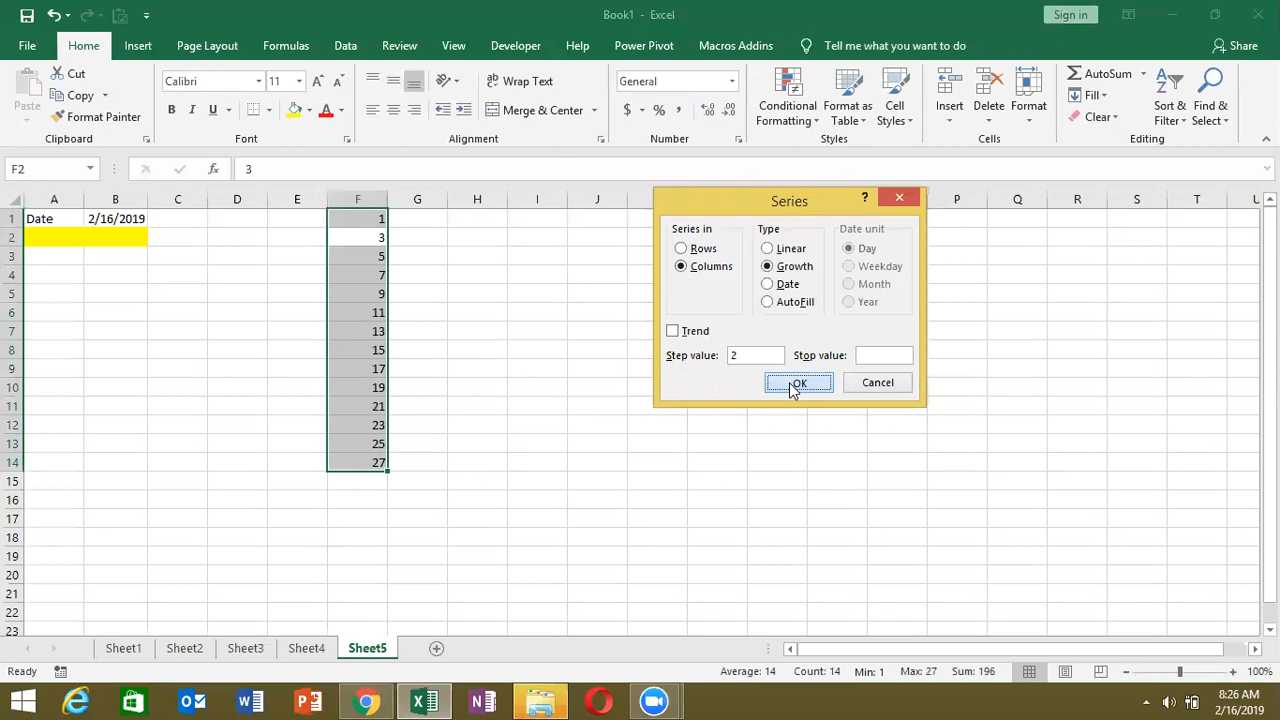 Book1 - Excel
Sign in
File Home Insert Page Layout Formulas Data Review View Developer Help Power Pivot Macros Addins Tell me what you want to do Share
Paste Cut Copy Format Painter Clipboard
Calibri 11 B I U A Font
Wrap Text Merge & Center Alignment
General $ % , Number
Conditional Formatting Format as Table Cell Styles Styles
Insert Delete Format Cells
AutoSum Fill Clear Sort & Filter Find & Select Editing
F2 fx 3
A B C D E F G H I J P Q R S T U
1 Date 2/16/2019 1
2 3
3 5
4 7
5 9
6 11
7 13
8 15
9 17
10 19
11 21
12 23
13 25
14 27
15
16
17
18
19
20
21
22
23
Series ?
Series in Type Date unit
Rows Linear Day
Columns Growth Weekday
Date Month
AutoFill Year
Trend
Step value: 2 Stop value:
OK Cancel
Sheet1 Sheet2 Sheet3 Sheet4 Sheet5
Ready Average: 14 Count: 14 Min: 1 Max: 27 Sum: 196 100%
8:26 AM
2/16/2019